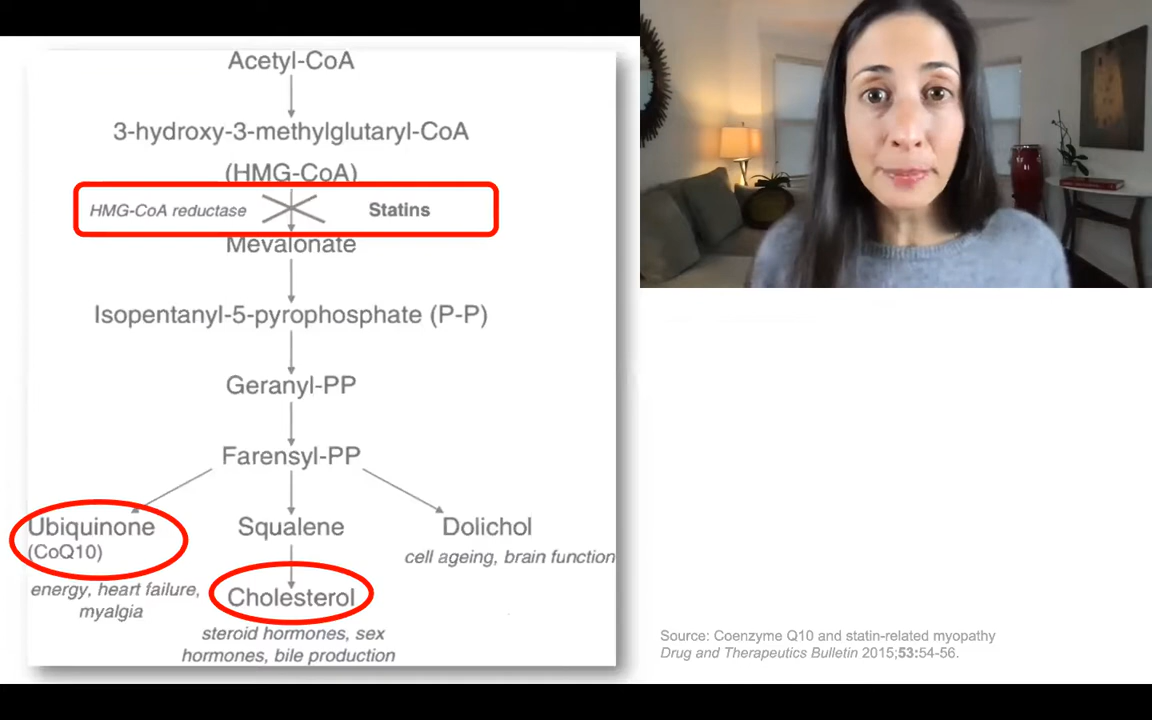 Acetyl-CoA
3-hydroxy-3-methylglutaryl-CoA
(HMG-CoA)
HMG-CoA reductase Statins
Mevalonate
Isopentanyl-5-pyrophosphate (P-P)
Geranyl-PP
Farensyl-PP
Ubiquinone Squalene Dolichol
(CoQ10) cell ageing, brain function
energy, heart failure, Cholesterol
myalgia
steroid hormones, sex
hormones, bile production
Source: Coenzyme Q10 and statin-related myopathy
Drug and Therapeutics Bulletin 2015;53:54-56.